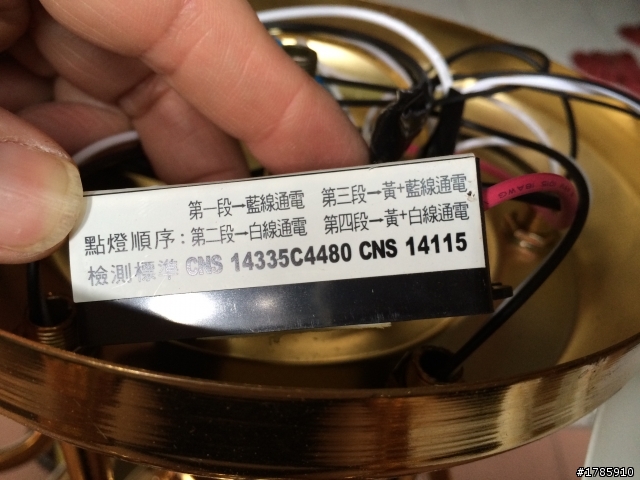 第一段→藍線通電 第三段→黃+藍線通電
點燈順序:第二段→白線通電 第四段→黃+白線通電
檢測標準 CNS 14335C4480 CNS 14115
#1785910